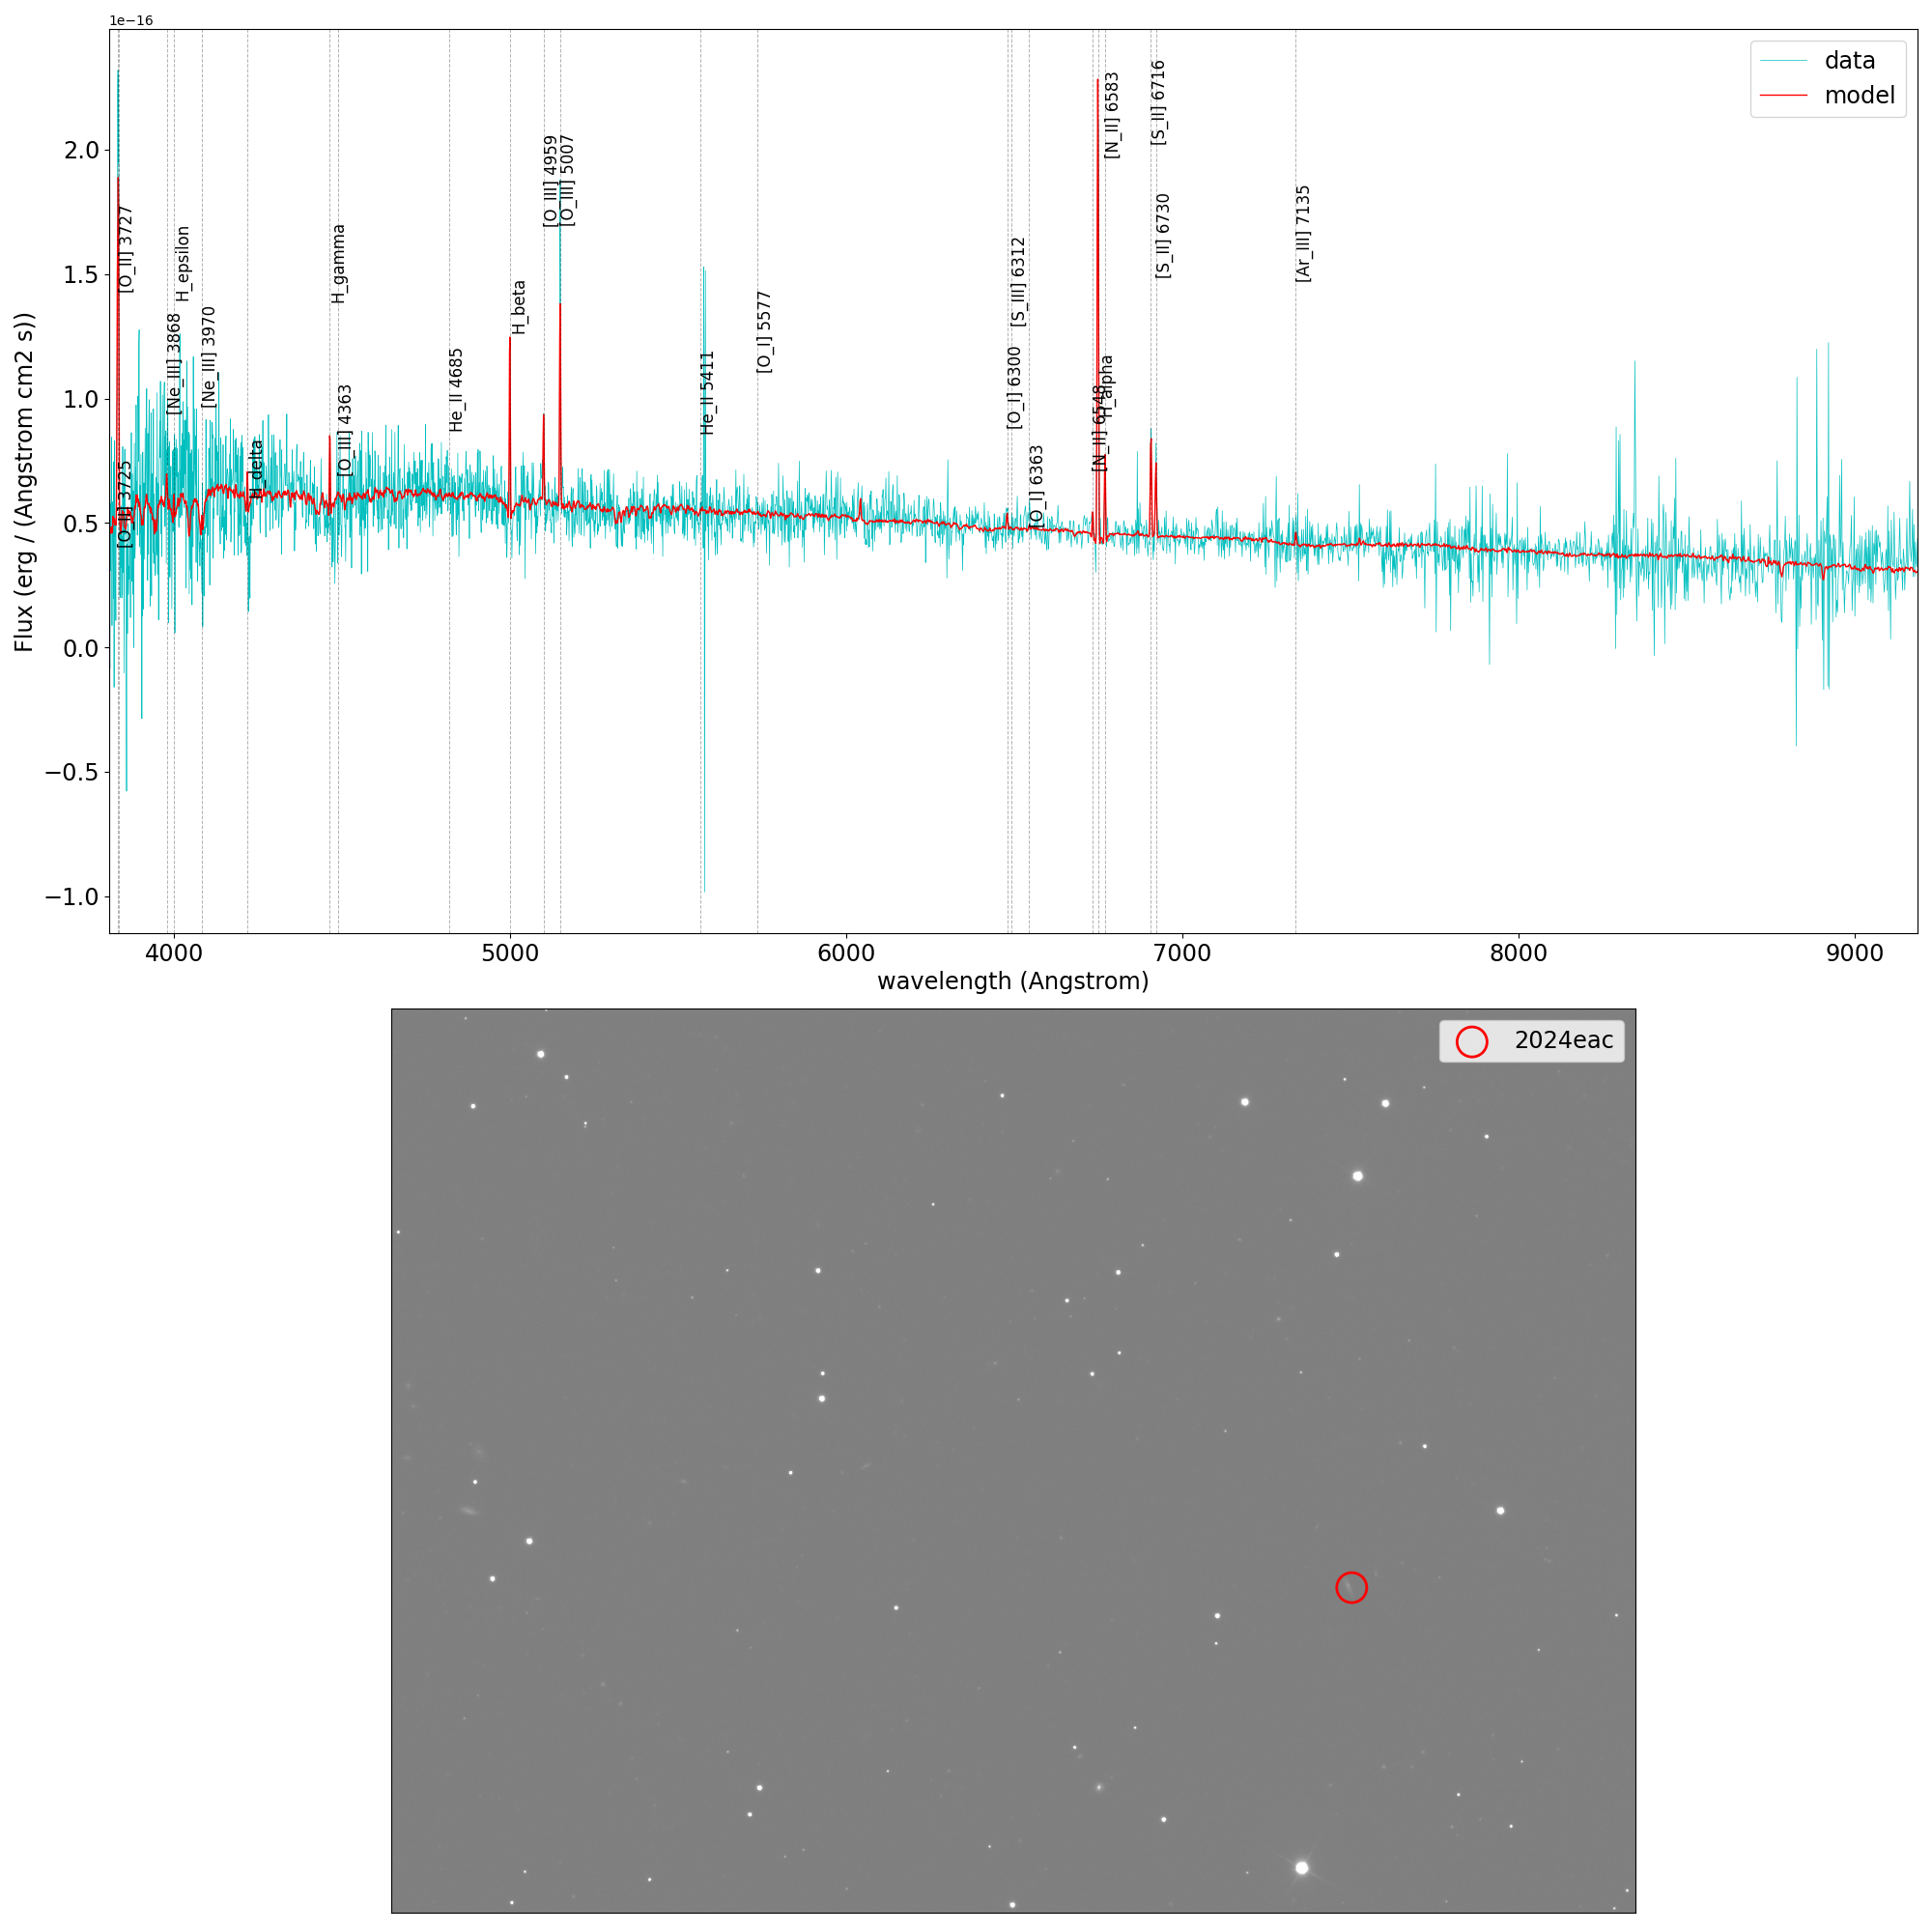 1e−16
data
model
2.0
1.5
1.0
0.5
0.0
−0.5
−1.0
Flux (erg / (Angstrom cm2 s))
[O_II] 3725
[O_II] 3727
[Ne_III] 3868
H_epsilon
[Ne_III] 3970
H_delta
H_gamma
[O_III] 4363
He_II 4685
H_beta
[O_III] 4959
[O_III] 5007
He_II 5411
[O_I] 5577
[O_I] 6300
[S_III] 6312
[O_I] 6363
[N_II] 6548
H_alpha
[N_II] 6583
[S_II] 6716
[S_II] 6730
[Ar_III] 7135
4000 5000 6000 7000 8000 9000
wavelength (Angstrom)
2024eac